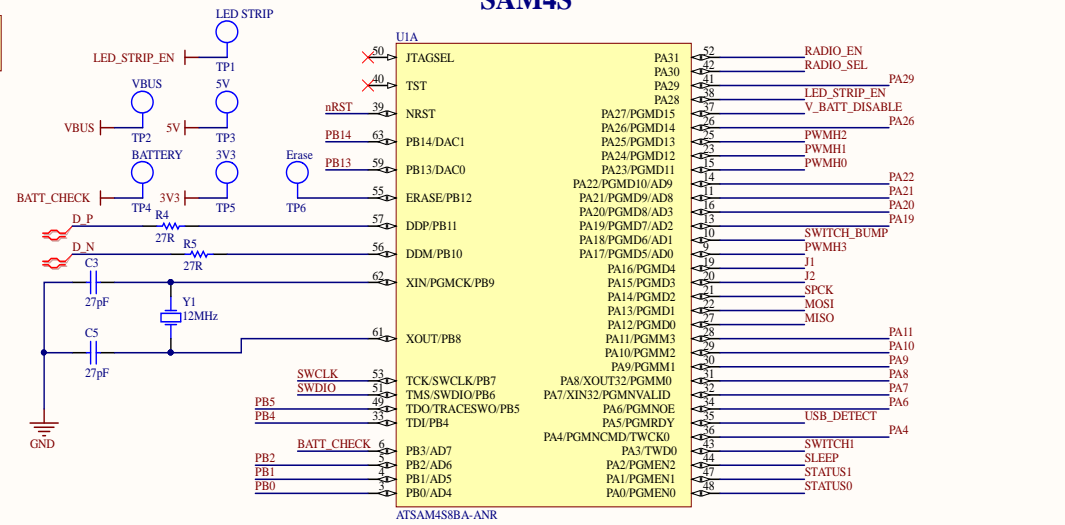 SAM4S
LED STRIP
LED_STRIP_EN
TP1
VBUS
5V
VBUS
TP2
5V
TP3
BATTERY
3V3
Erase
BATT_CHECK
TP4
3V3
TP5
TP6
D_P
R4
27R
D_N
R5
27R
C3
27pF
Y1
12MHz
C5
27pF
GND
U1A
50 JTAGSEL
40 TST
nRST 39 NRST
PB14 63 PB14/DAC1
PB13 59 PB13/DAC0
55 ERASE/PB12
57 DDP/PB11
56 DDM/PB10
62 XIN/PGMCK/PB9
61 XOUT/PB8
SWCLK 53 TCK/SWCLK/PB7
SWDIO 51 TMS/SWDIO/PB6
PB5 49 TDO/TRACESWO/PB5
PB4 33 TDI/PB4
BATT_CHECK 6 PB3/AD7
PB2 5 PB2/AD6
PB1 4 PB1/AD5
PB0 3 PB0/AD4
PA31 52 RADIO_EN
PA30 42 RADIO_SEL
PA29 41 PA29
PA28 38 LED_STRIP_EN
PA27/PGMD15 37 V_BATT_DISABLE
PA26/PGMD14 26 PA26
PA25/PGMD13 25 PWMH2
PA24/PGMD12 23 PWMH1
PA23/PGMD11 15 PWMH0
PA22/PGMD10/AD9 14 PA22
PA21/PGMD9/AD8 11 PA21
PA20/PGMD8/AD3 16 PA20
PA19/PGMD7/AD2 13 PA19
PA18/PGMD6/AD1 10 SWITCH_BUMP
PA17/PGMD5/AD0 9 PWMH3
PA16/PGMD4 19 J1
PA15/PGMD3 20 J2
PA14/PGMD2 21 SPCK
PA13/PGMD1 22 MOSI
PA12/PGMD0 27 MISO
PA11/PGMM3 28 PA11
PA10/PGMM2 29 PA10
PA9/PGMM1 30 PA9
PA8/XOUT32/PGMM0 31 PA8
PA7/XIN32/PGMNVALID 32 PA7
PA6/PGMNOE 34 PA6
PA5/PGMRDY 35 USB_DETECT
PA4/PGMNCMD/TWCK0 36 PA4
PA3/TWD0 43 SWITCH1
PA2/PGMEN2 44 SLEEP
PA1/PGMEN1 47 STATUS1
PA0/PGMEN0 48 STATUS0
ATSAM4S8BA-ANR